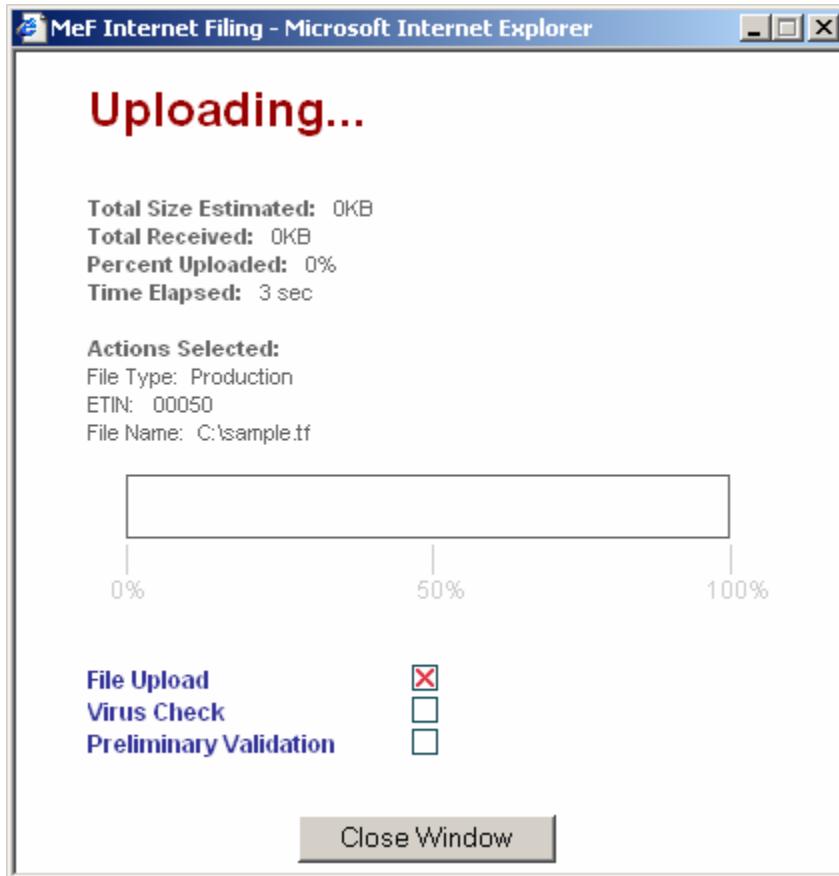 MeF Internet Filing - Microsoft Internet Explorer
Uploading...
Total Size Estimated: 0KB
Total Received: 0KB
Percent Uploaded: 0%
Time Elapsed: 3 sec
Actions Selected:
File Type: Production
ETIN: 00050
File Name: C:\sample.tf
0% 50% 100%
File Upload
Virus Check
Preliminary Validation
Close Window